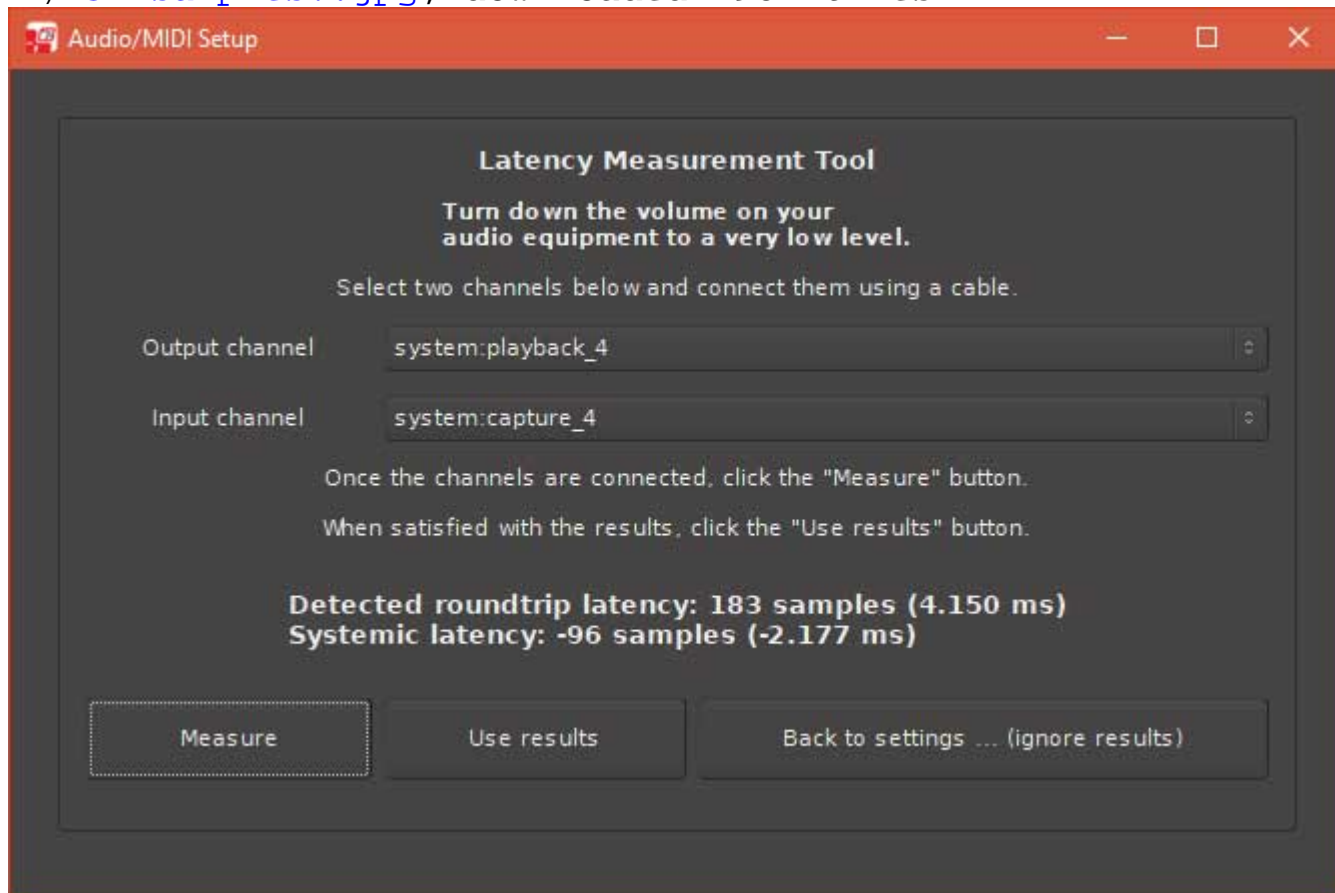 Audio/MIDI Setup
Latency Measurement Tool
Turn down the volume on your
audio equipment to a very low level.
Select two channels below and connect them using a cable.
Output channel system:playback_4
Input channel system:capture_4
Once the channels are connected, click the "Measure" button.
When satisfied with the results, click the "Use results" button.
Detected roundtrip latency: 183 samples (4.150 ms)
Systemic latency: -96 samples (-2.177 ms)
Measure Use results Back to settings ... (ignore results)